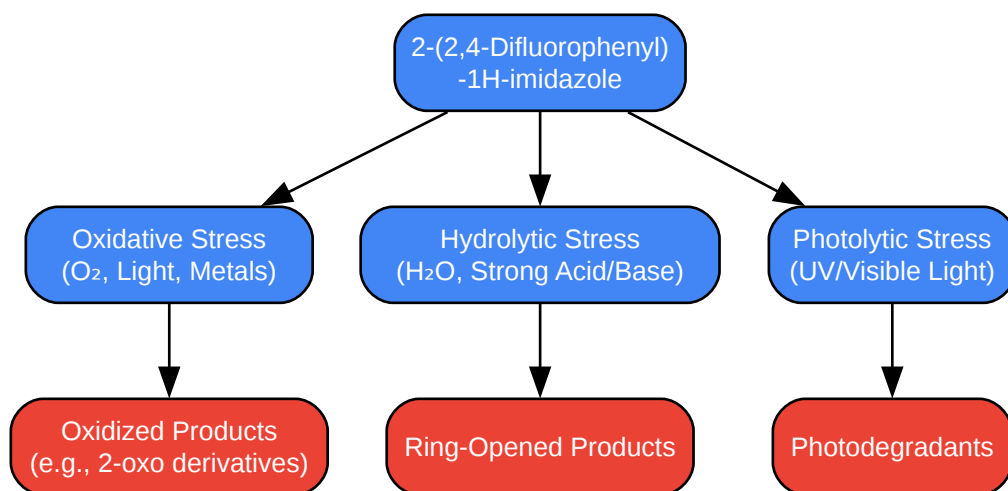 2-(2,4-Difluorophenyl)
-1H-imidazole
Oxidative Stress
(O₂, Light, Metals)
Hydrolytic Stress
(H₂O, Strong Acid/Base)
Photolytic Stress
(UV/Visible Light)
Oxidized Products
(e.g., 2-oxo derivatives)
Ring-Opened Products
Photodegradants